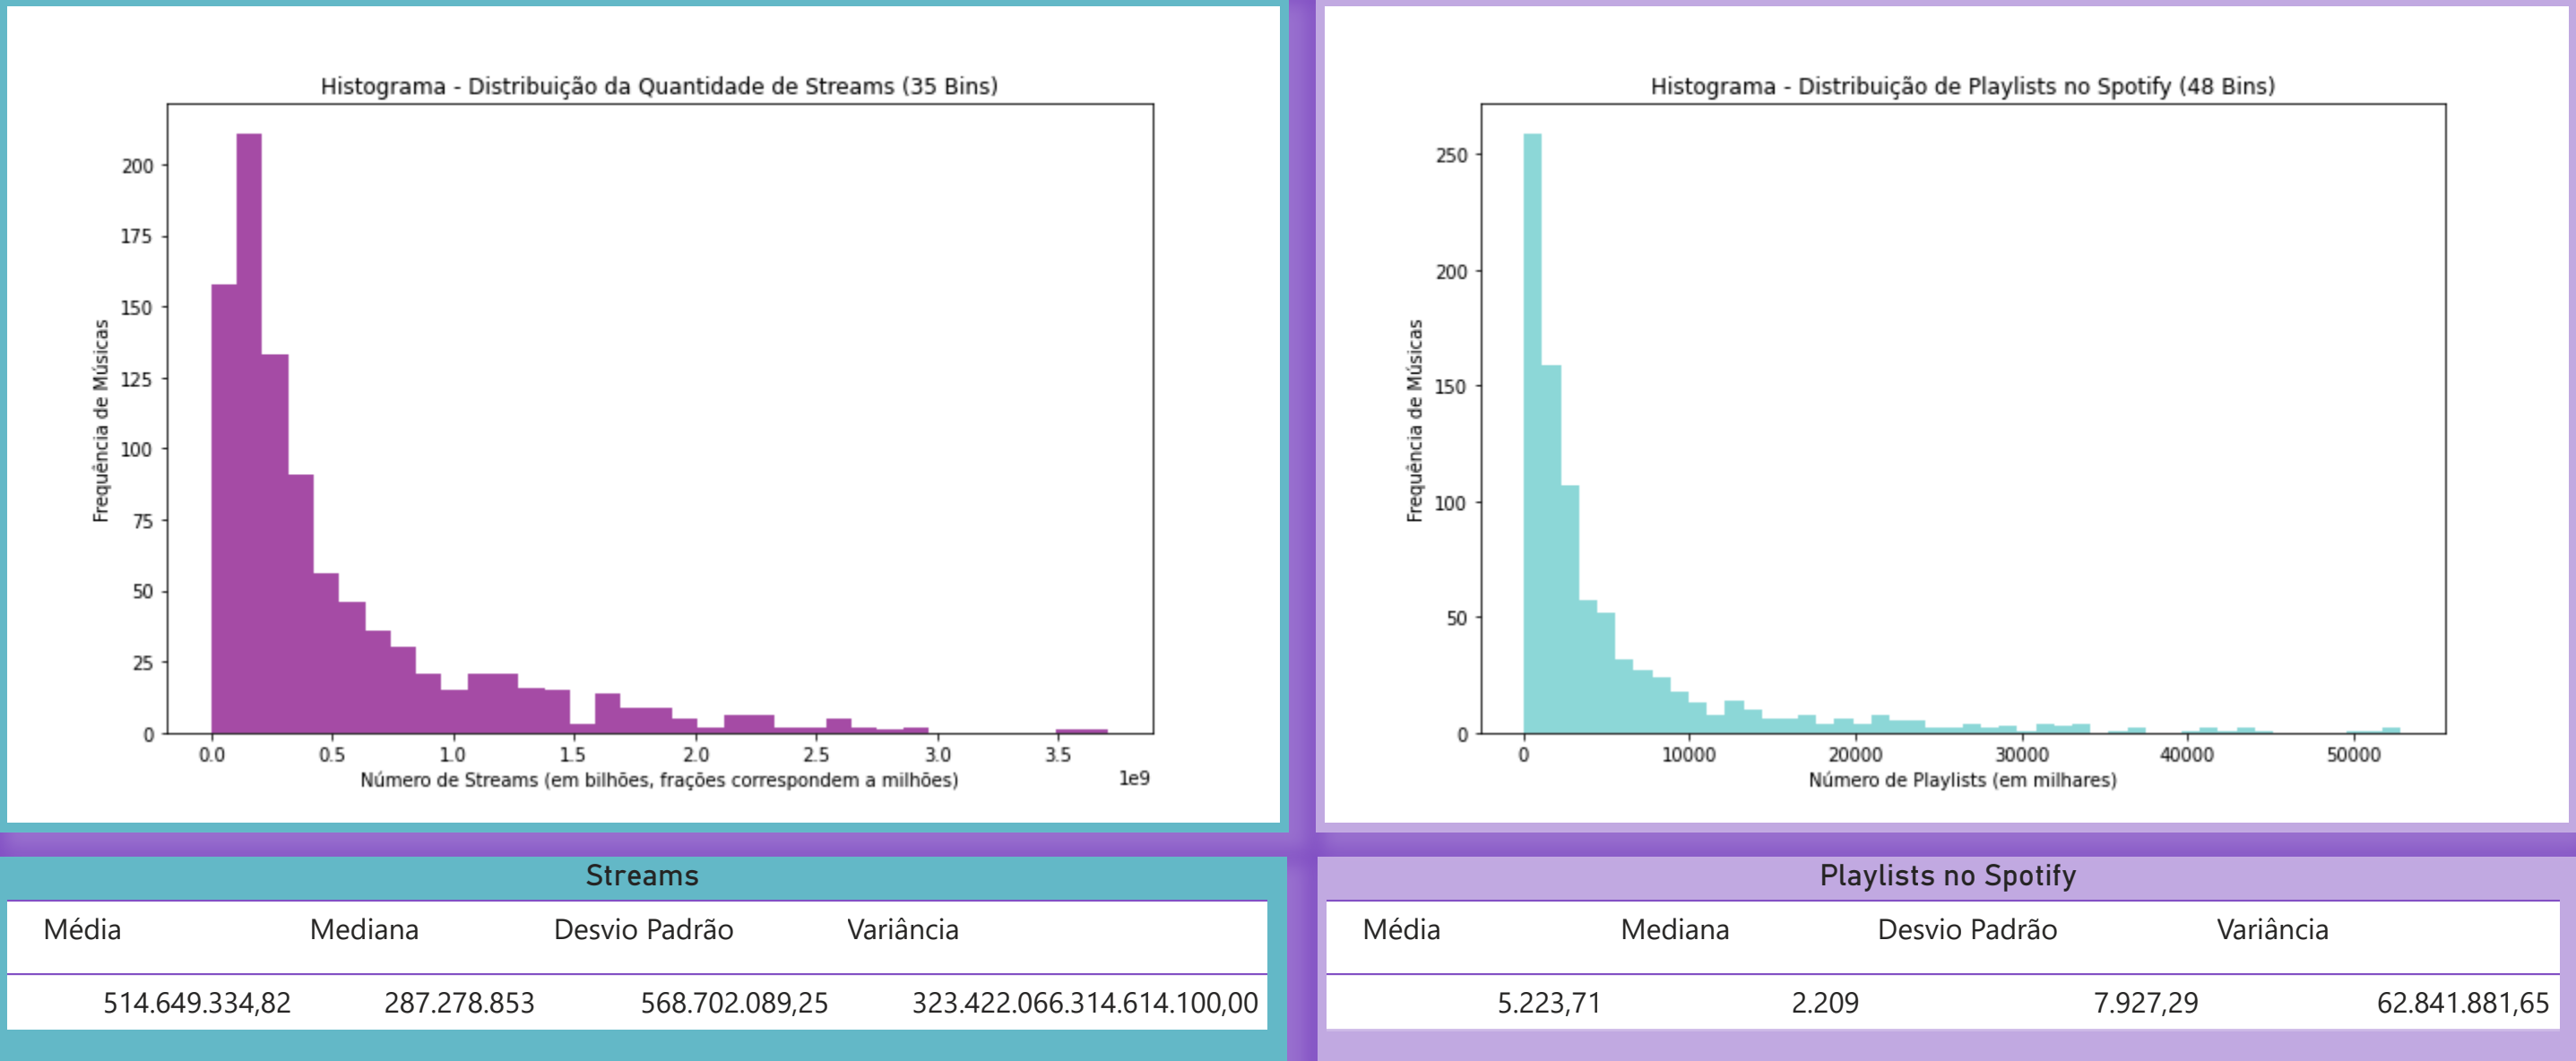 Histograma - Distribuição da Quantidade de Streams (35 Bins)
Frequência de Músicas
200
175
150
125
100
75
50
25
0
0.0 0.5 1.0 1.5 2.0 2.5 3.0 3.5
1e9
Número de Streams (em bilhões, frações correspondem a milhões)
Histograma - Distribuição de Playlists no Spotify (48 Bins)
Frequência de Músicas
250
200
150
100
50
0
0 10000 20000 30000 40000 50000
Número de Playlists (em milhares)
Streams
Média Mediana Desvio Padrão Variância
514.649.334,82 287.278.853 568.702.089,25 323.422.066.314.614.100,00
Playlists no Spotify
Média Mediana Desvio Padrão Variância
5.223,71 2.209 7.927,29 62.841.881,65